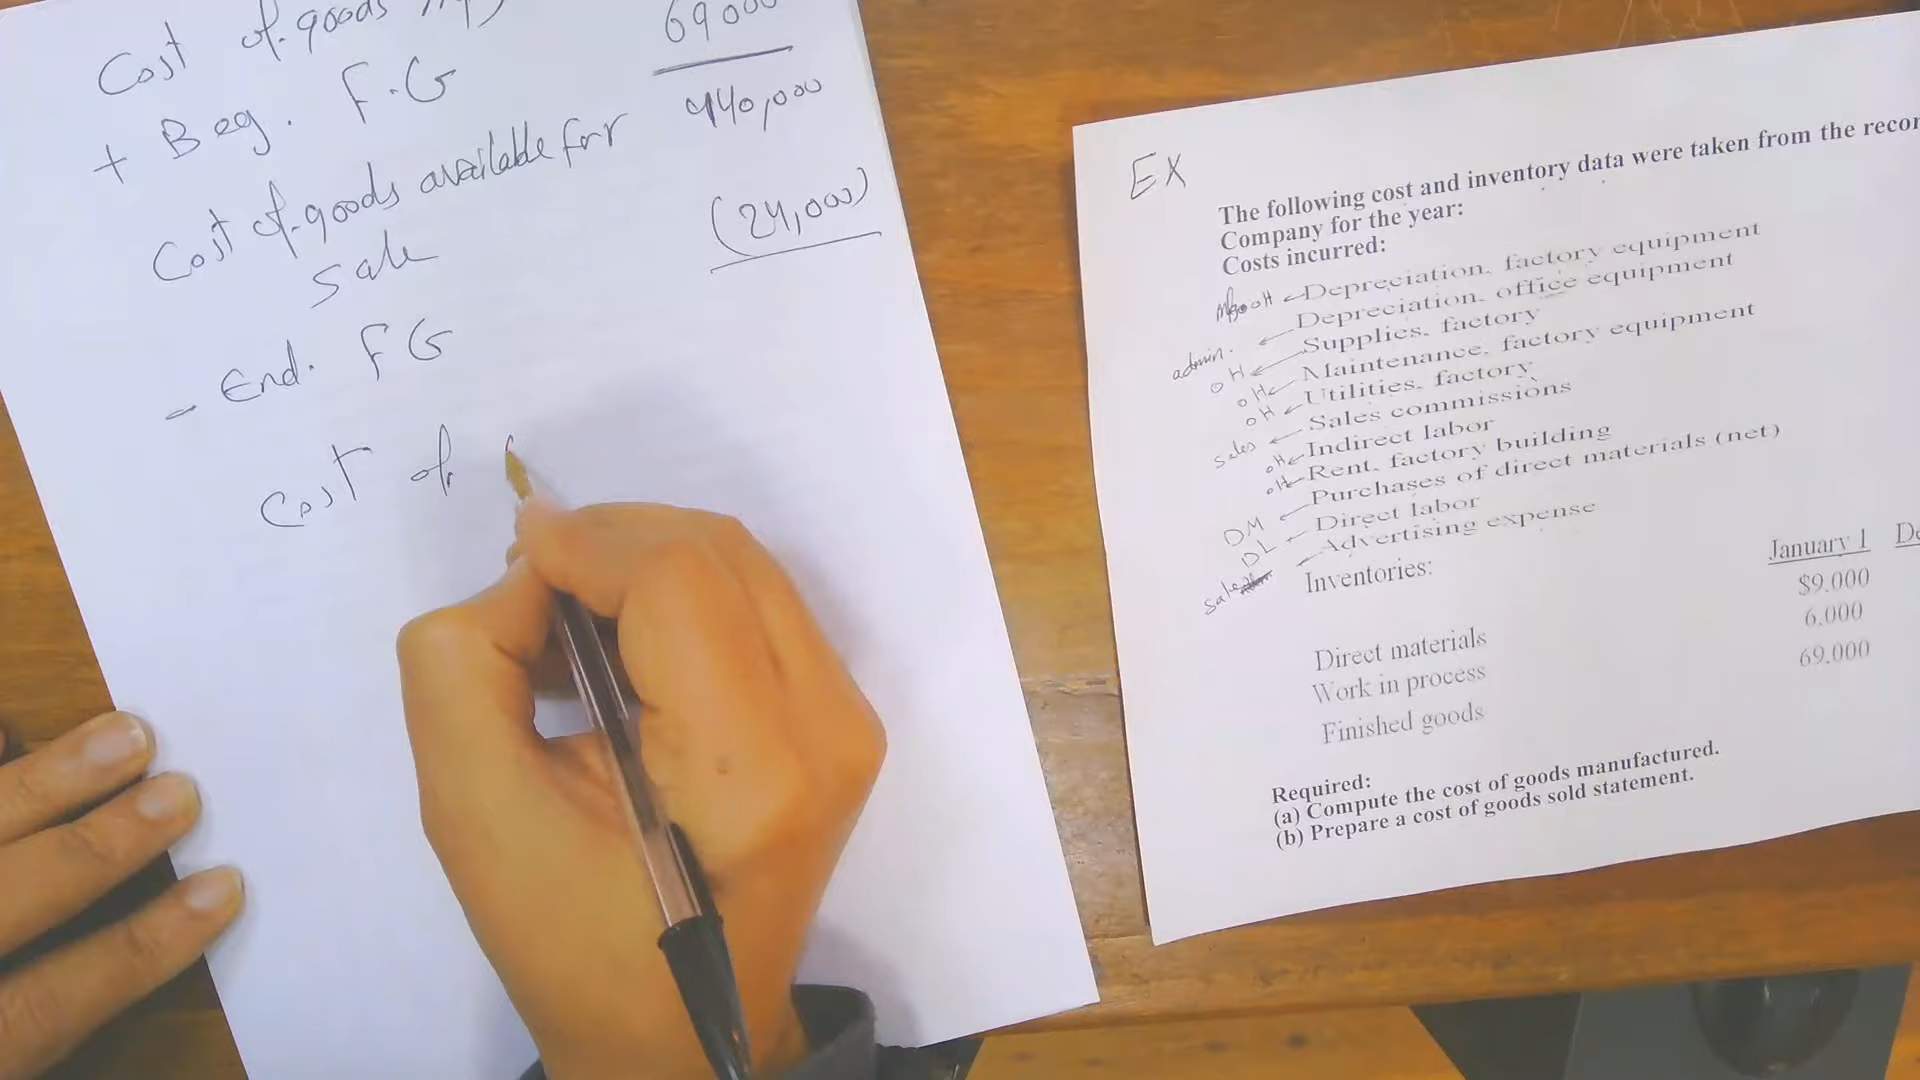 Cost of goods
69000
+ Beg. F.G
440,000
Cost of goods available for
sale
(24,000)
- End. FG
Cost of
EX
The following cost and inventory data were taken from the recor
Company for the year:
Costs incurred:
OH Depreciation, factory equipment
admin. Depreciation, office equipment
OH Supplies, factory
OH Maintenance, factory equipment
OH Utilities, factory
Sales Sales commissions
OH Indirect labor
OH Rent, factory building
DM Purchases of direct materials (net)
DL Direct labor
Sales Advertising expense
Inventories: January 1 De
Direct materials $9.000
Work in process 6.000
Finished goods 69.000
Required:
(a) Compute the cost of goods manufactured.
(b) Prepare a cost of goods sold statement.